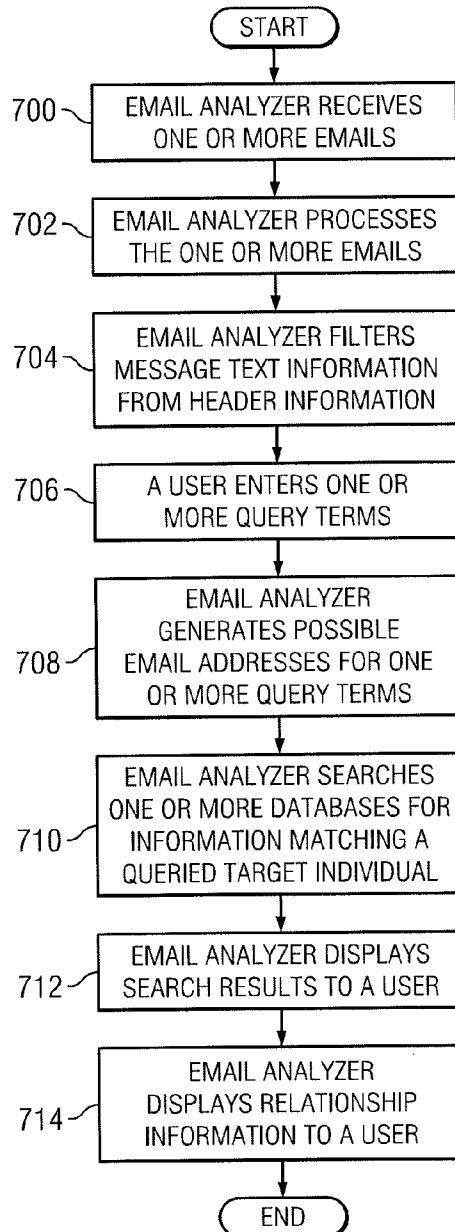 START
700
EMAIL ANALYZER RECEIVES
ONE OR MORE EMAILS
702
EMAIL ANALYZER PROCESSES
THE ONE OR MORE EMAILS
704
EMAIL ANALYZER FILTERS
MESSAGE TEXT INFORMATION
FROM HEADER INFORMATION
706
A USER ENTERS ONE OR
MORE QUERY TERMS
708
EMAIL ANALYZER
GENERATES POSSIBLE
EMAIL ADDRESSES FOR ONE
OR MORE QUERY TERMS
710
EMAIL ANALYZER SEARCHES
ONE OR MORE DATABASES FOR
INFORMATION MATCHING A
QUERIED TARGET INDIVIDUAL
712
EMAIL ANALYZER DISPLAYS
SEARCH RESULTS TO A USER
714
EMAIL ANALYZER
DISPLAYS RELATIONSHIP
INFORMATION TO A USER
END